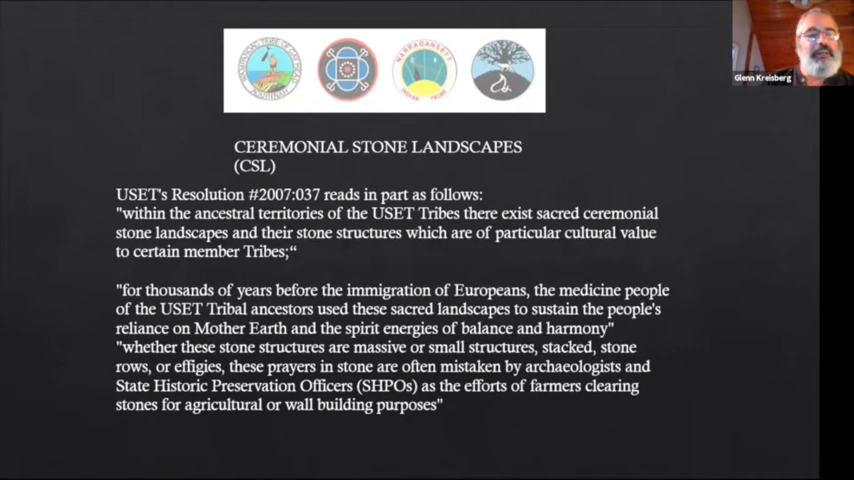 NARRAGANSETT
INDIAN TRIBE
Glenn Kreisberg
CEREMONIAL STONE LANDSCAPES
(CSL)
USET's Resolution #2007:037 reads in part as follows:
"within the ancestral territories of the USET Tribes there exist sacred ceremonial
stone landscapes and their stone structures which are of particular cultural value
to certain member Tribes;“
"for thousands of years before the immigration of Europeans, the medicine people
of the USET Tribal ancestors used these sacred landscapes to sustain the people's
reliance on Mother Earth and the spirit energies of balance and harmony"
"whether these stone structures are massive or small structures, stacked, stone
rows, or effigies, these prayers in stone are often mistaken by archaeologists and
State Historic Preservation Officers (SHPOs) as the efforts of farmers clearing
stones for agricultural or wall building purposes"